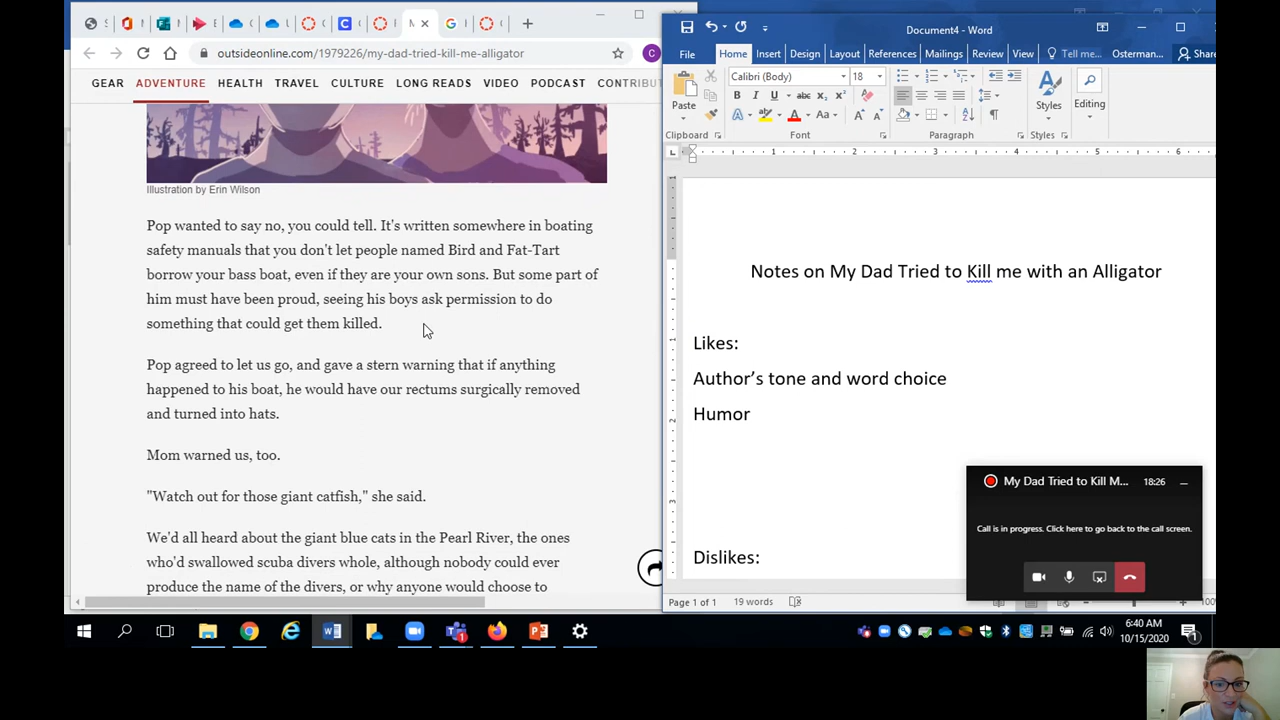 outsideonline.com/1979226/my-dad-tried-to-kill-me-alligator
GEAR ADVENTURE HEALTH TRAVEL CULTURE LONG READS VIDEO PODCAST CONTRIBUT
Illustration by Erin Wilson
Pop wanted to say no, you could tell. It's written somewhere in boating
safety manuals that you don't let people named Bird and Fat-Tart
borrow your bass boat, even if they are your own sons. But some part of
him must have been proud, seeing his boys ask permission to do
something that could get them killed.
Pop agreed to let us go, and gave a stern warning that if anything
happened to his boat, he would have our rectums surgically removed
and turned into hats.
Mom warned us, too.
"Watch out for those giant catfish," she said.
We'd all heard about the giant blue cats in the Pearl River, the ones
who'd swallowed scuba divers whole, although nobody could ever
produce the name of the divers, or why anyone would choose to
Document4 - Word
File Home Insert Design Layout References Mailings Review View Tell me... Osterman... Share
Calibri (Body) 18
Paste Styles Editing
Clipboard Font Paragraph Styles
1 2 3 4 5 6
Notes on My Dad Tried to Kill me with an Alligator
Likes:
Author's tone and word choice
Humor
Dislikes:
My Dad Tried to Kill M... 18:26
Call is in progress. Click here to go back to the call screen.
Page 1 of 1 19 words
6:40 AM
10/15/2020